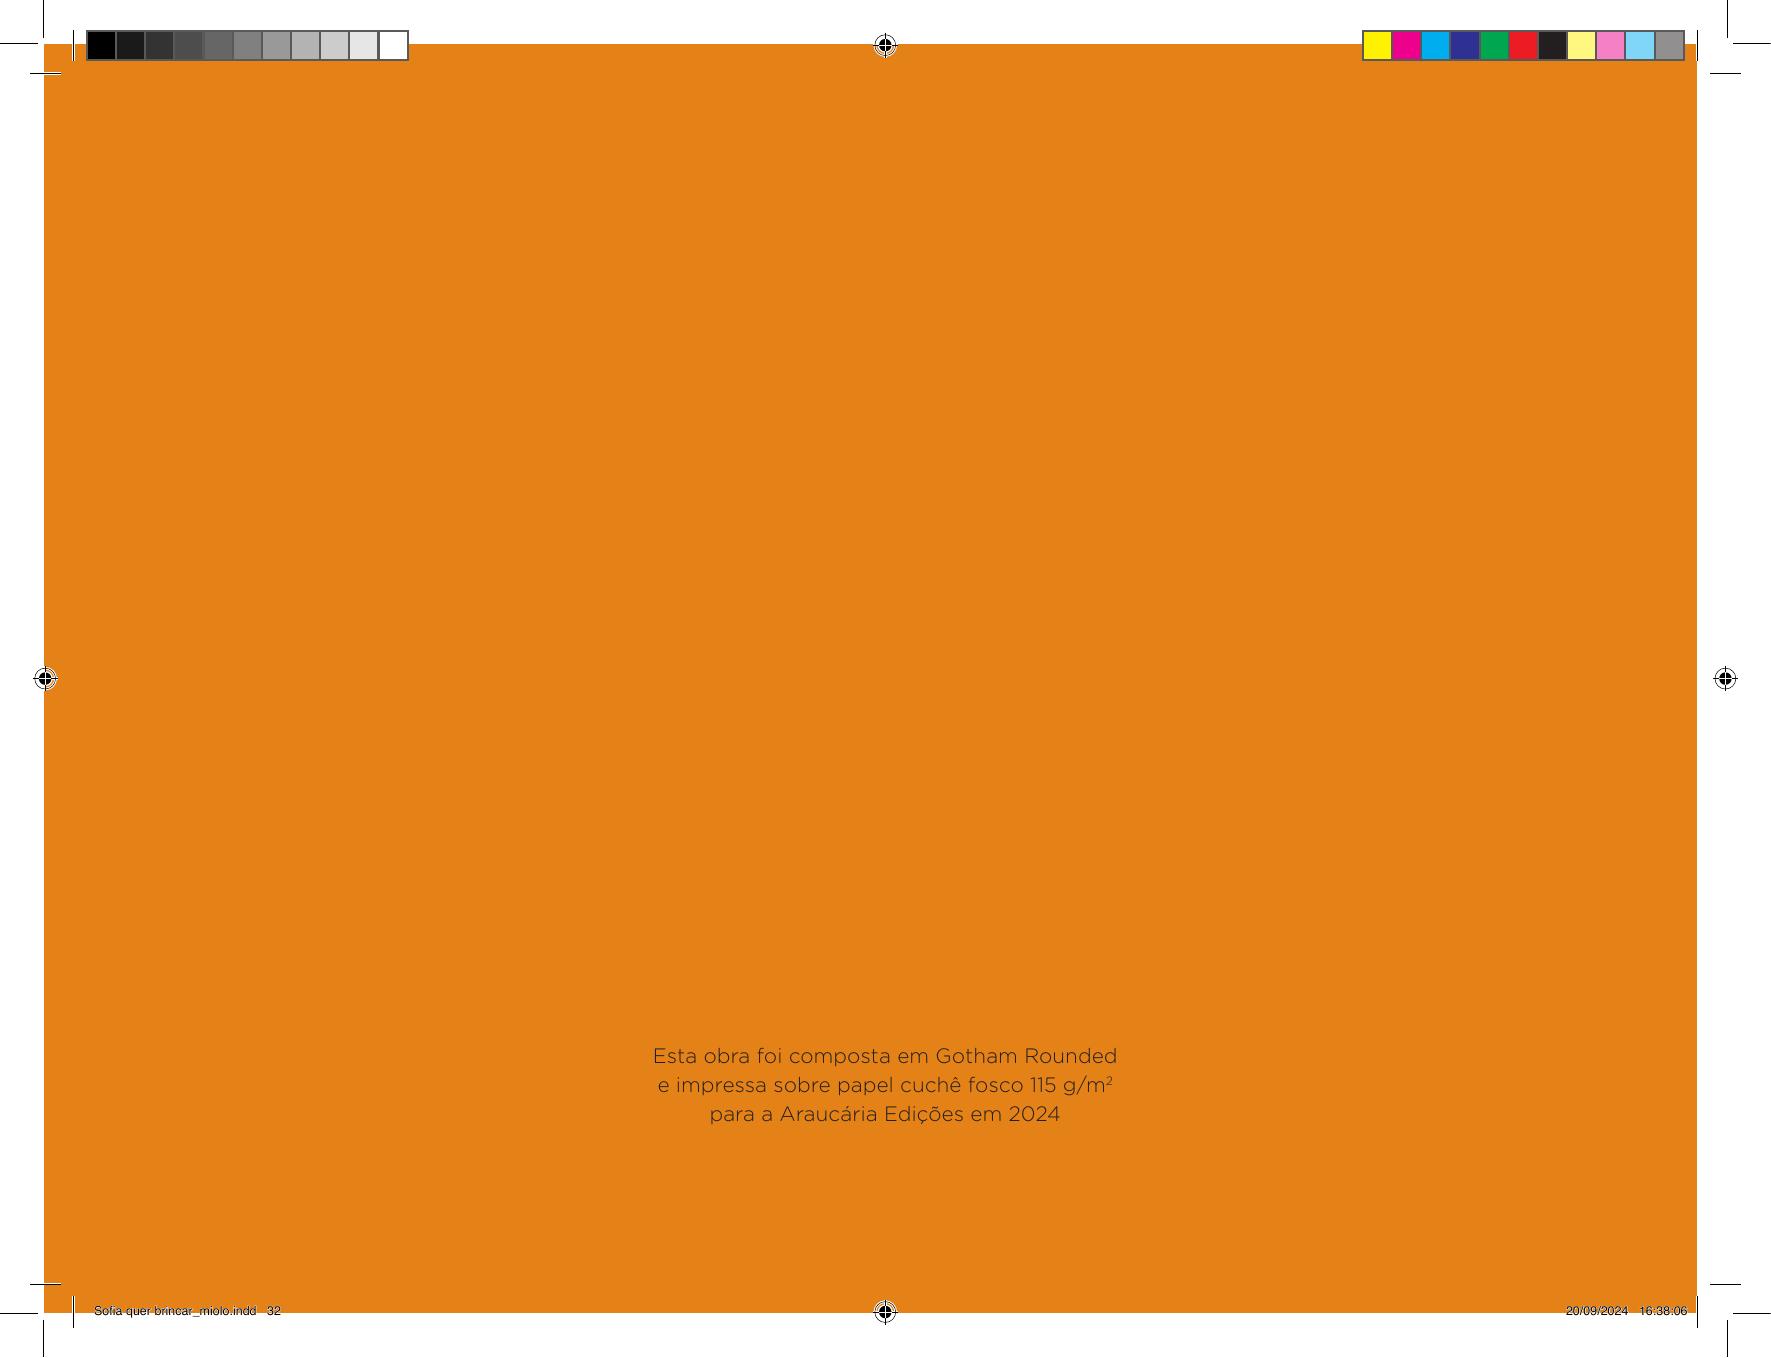 Esta obra foi composta em Gotham Rounded
e impressa sobre papel cuchê fosco 115 g/m²
para a Araucária Edições em 2024
Sofia quer brincar_miolo.indd 32
20/09/2024 16:38:06